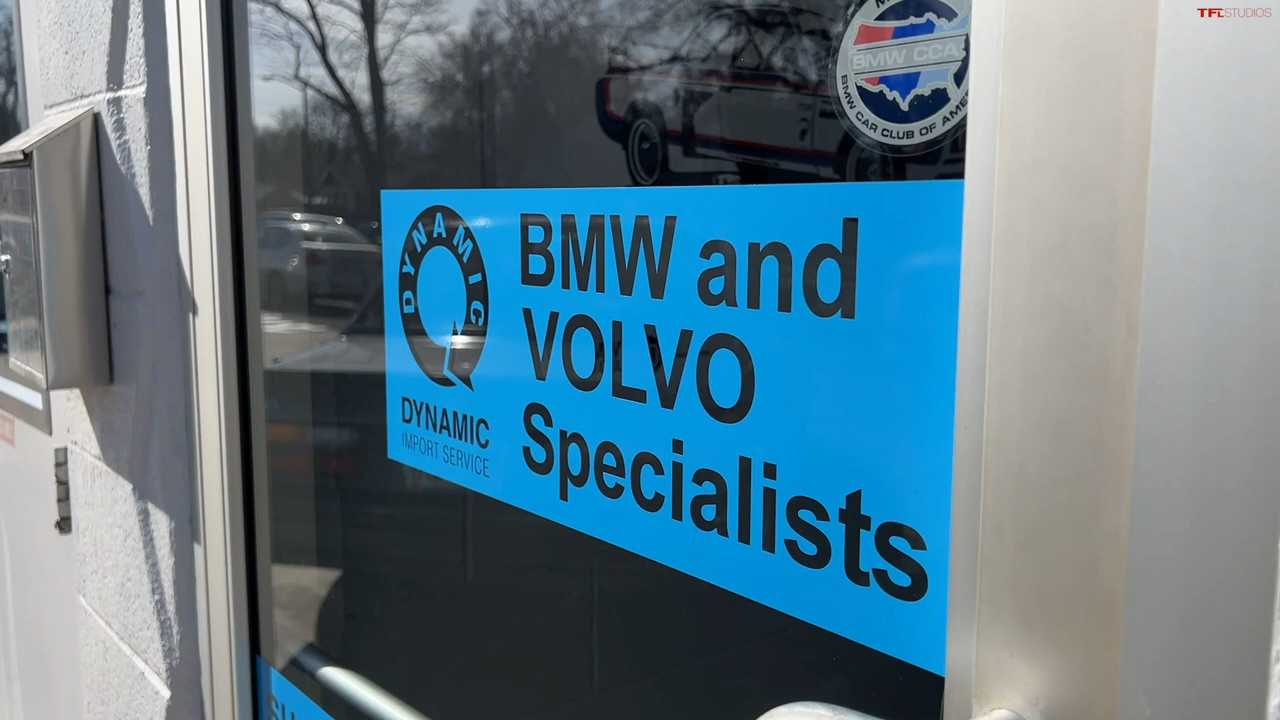 TFLSTUDIOS
BMW CCA
BMW CAR CLUB OF AME
DYNAMIC
DYNAMIC
IMPORT SERVICE
BMW and
VOLVO
Specialists